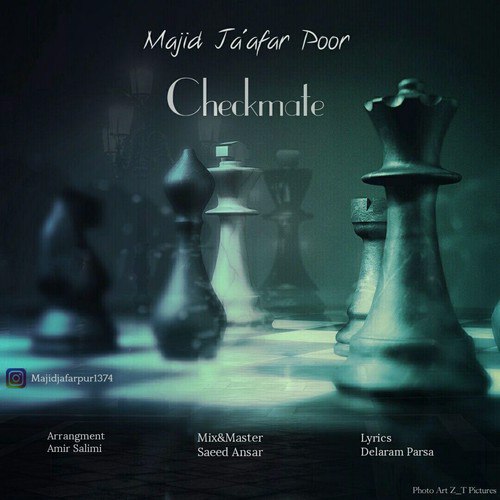 Majid Ja'afar Poor
Checkmate
Majidjafarpur1374
Arrangment
Amir Salimi
Mix&Master
Saeed Ansar
Lyrics
Delaram Parsa
Photo Art Z_T Pictures